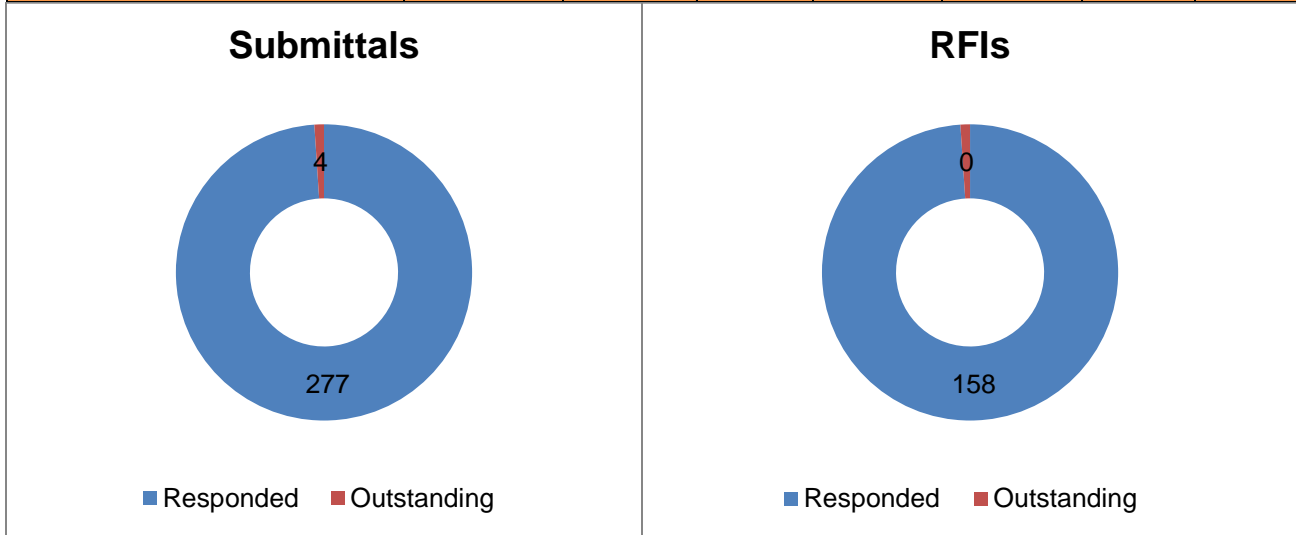 Submittals
4
277
Responded Outstanding
RFIs
0
158
Responded Outstanding